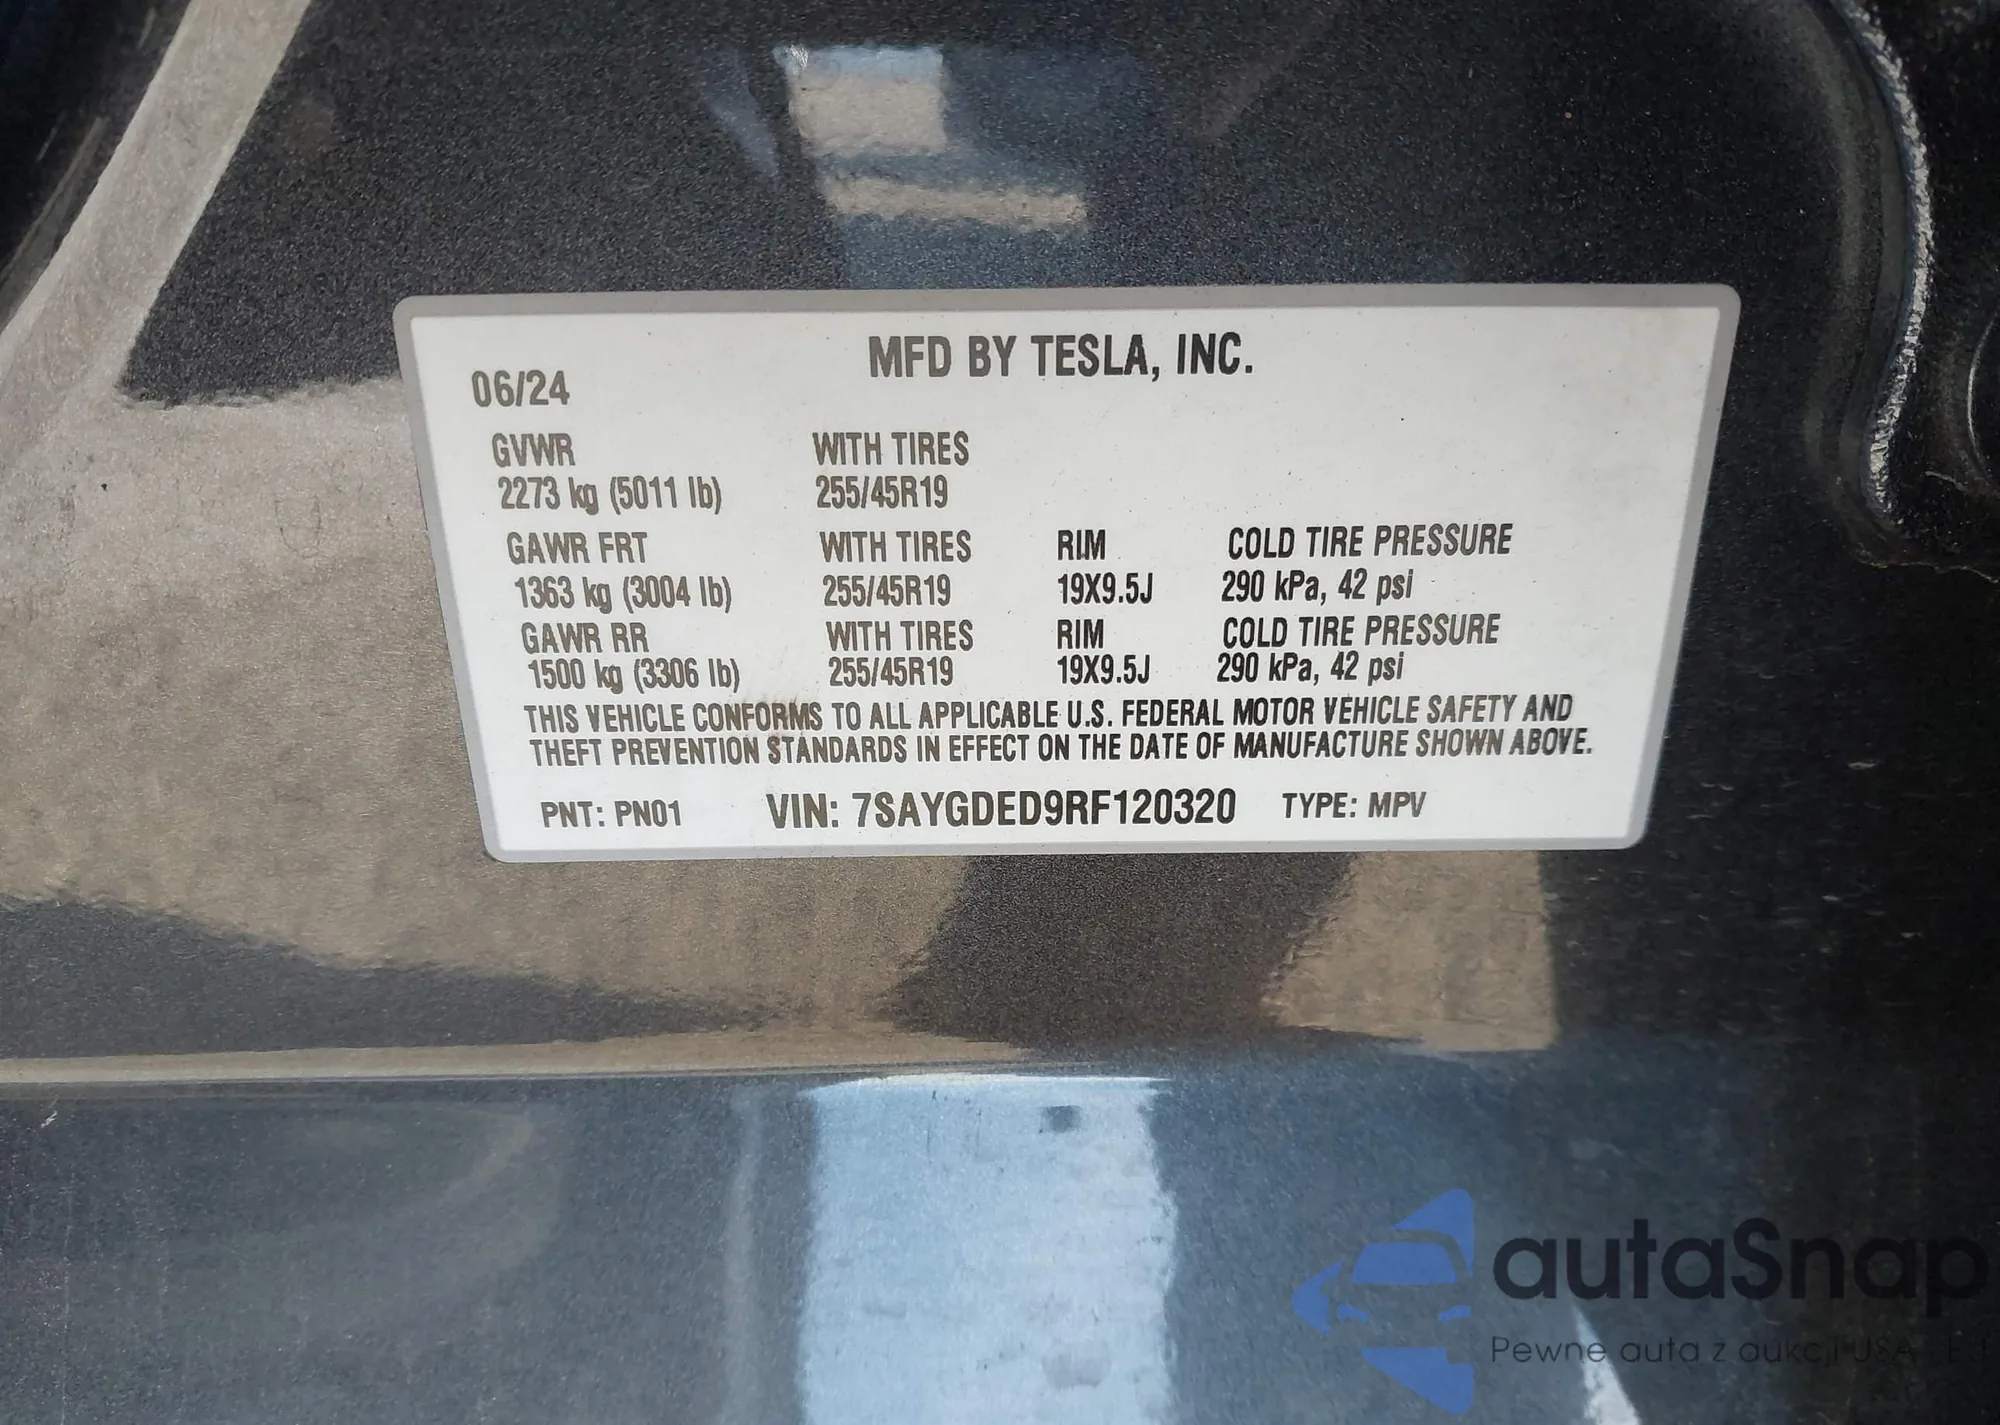 MFD BY TESLA, INC.
06/24
GVWR WITH TIRES
2273 kg (5011 lb) 255/45R19
GAWR FRT WITH TIRES RIM COLD TIRE PRESSURE
1363 kg (3004 lb) 255/45R19 19X9.5J 290 kPa, 42 psi
GAWR RR WITH TIRES RIM COLD TIRE PRESSURE
1500 kg (3306 lb) 255/45R19 19X9.5J 290 kPa, 42 psi
THIS VEHICLE CONFORMS TO ALL APPLICABLE U.S. FEDERAL MOTOR VEHICLE SAFETY AND
THEFT PREVENTION STANDARDS IN EFFECT ON THE DATE OF MANUFACTURE SHOWN ABOVE.
PNT: PN01 VIN: 7SAYGDED9RF120320 TYPE: MPV
autaSnap
Pewne auta z aukcji USA